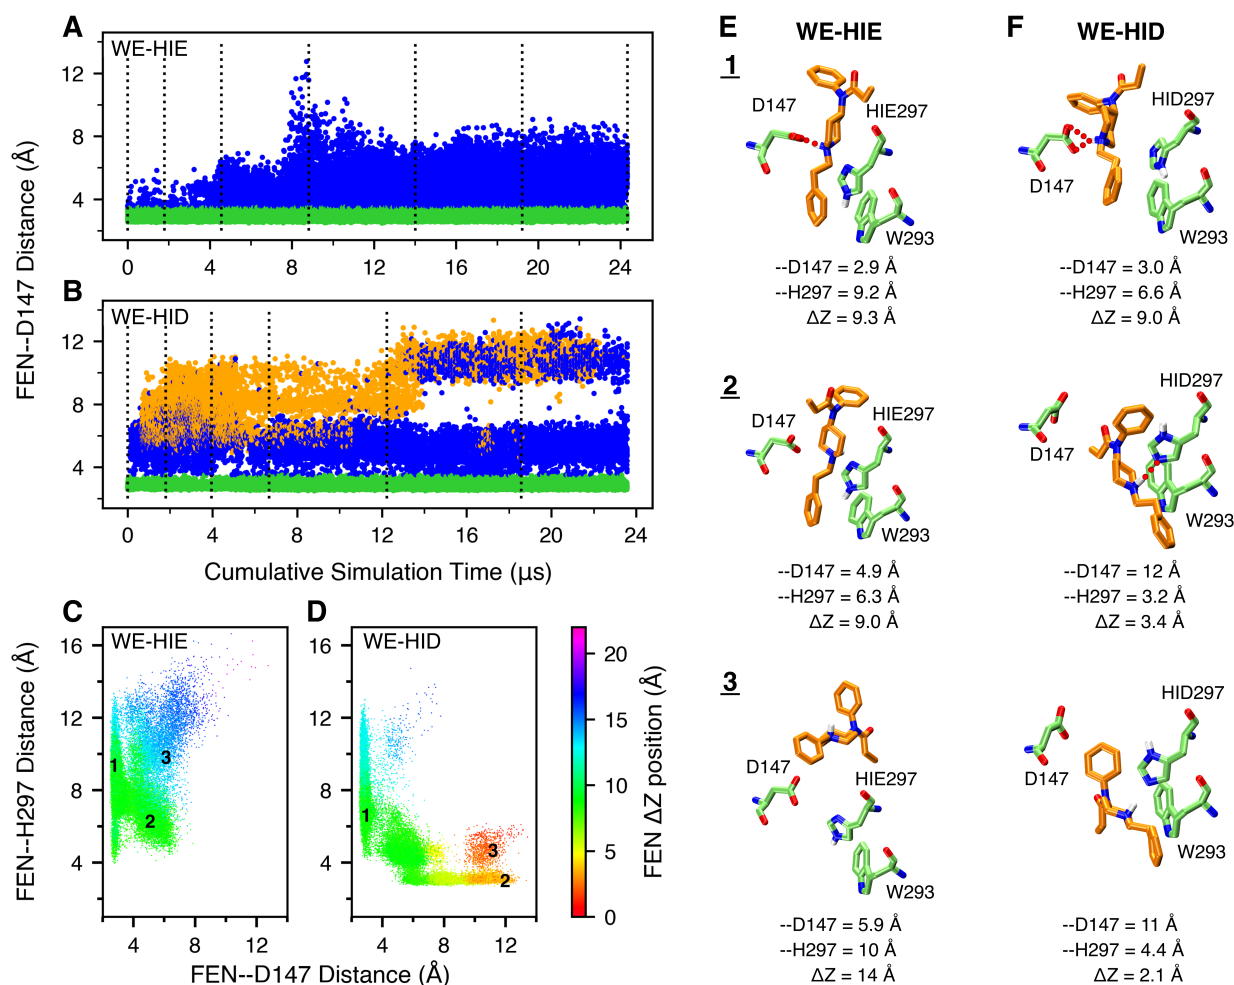 A
WE-HIE
12
8
4
0
4
8
12
16
20
24
FEN--D147 Distance (Å)
B
WE-HID
12
8
4
0
4
8
12
16
20
24
Cumulative Simulation Time (µs)
C
WE-HIE
16
12
8
4
1
2
3
4
8
12
FEN--H297 Distance (Å)
D
WE-HID
16
12
8
4
1
3
2
4
8
12
FEN--D147 Distance (Å)
20
15
10
5
0
FEN ΔZ position (Å)
E
WE-HIE
1
D147
HIE297
W293
--D147 = 2.9 Å
--H297 = 9.2 Å
ΔZ = 9.3 Å
2
D147
HIE297
W293
--D147 = 4.9 Å
--H297 = 6.3 Å
ΔZ = 9.0 Å
3
D147
HIE297
W293
--D147 = 5.9 Å
--H297 = 10 Å
ΔZ = 14 Å
F
WE-HID
HID297
D147
W293
--D147 = 3.0 Å
--H297 = 6.6 Å
ΔZ = 9.0 Å
HID297
D147
W293
--D147 = 12 Å
--H297 = 3.2 Å
ΔZ = 3.4 Å
HID297
D147
W293
--D147 = 11 Å
--H297 = 4.4 Å
ΔZ = 2.1 Å